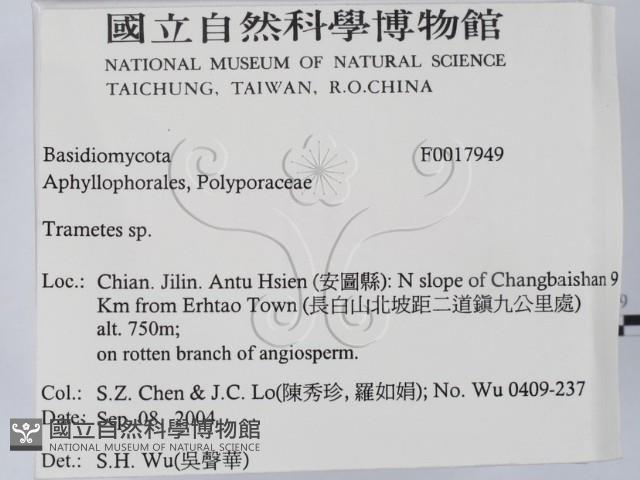 國立自然科學博物館
NATIONAL MUSEUM OF NATURAL SCIENCE
TAICHUNG, TAIWAN, R.O.CHINA
Basidiomycota F0017949
Aphyllophorales, Polyporaceae
Trametes sp.
Loc.: Chian. Jilin. Antu Hsien (安圖縣): N slope of Changbaishan 9
Km from Erhtao Town (長白山北坡距二道鎮九公里處)
alt. 750m;
on rotten branch of angiosperm.
Col.: S.Z. Chen & J.C. Lo(陳秀珍, 羅如娟); No. Wu 0409-237
Date: Sep. 08, 2004
國立自然科學博物館
NATIONAL MUSEUM OF NATURAL SCIENCE
Det.: S.H. Wu(吳聲華)